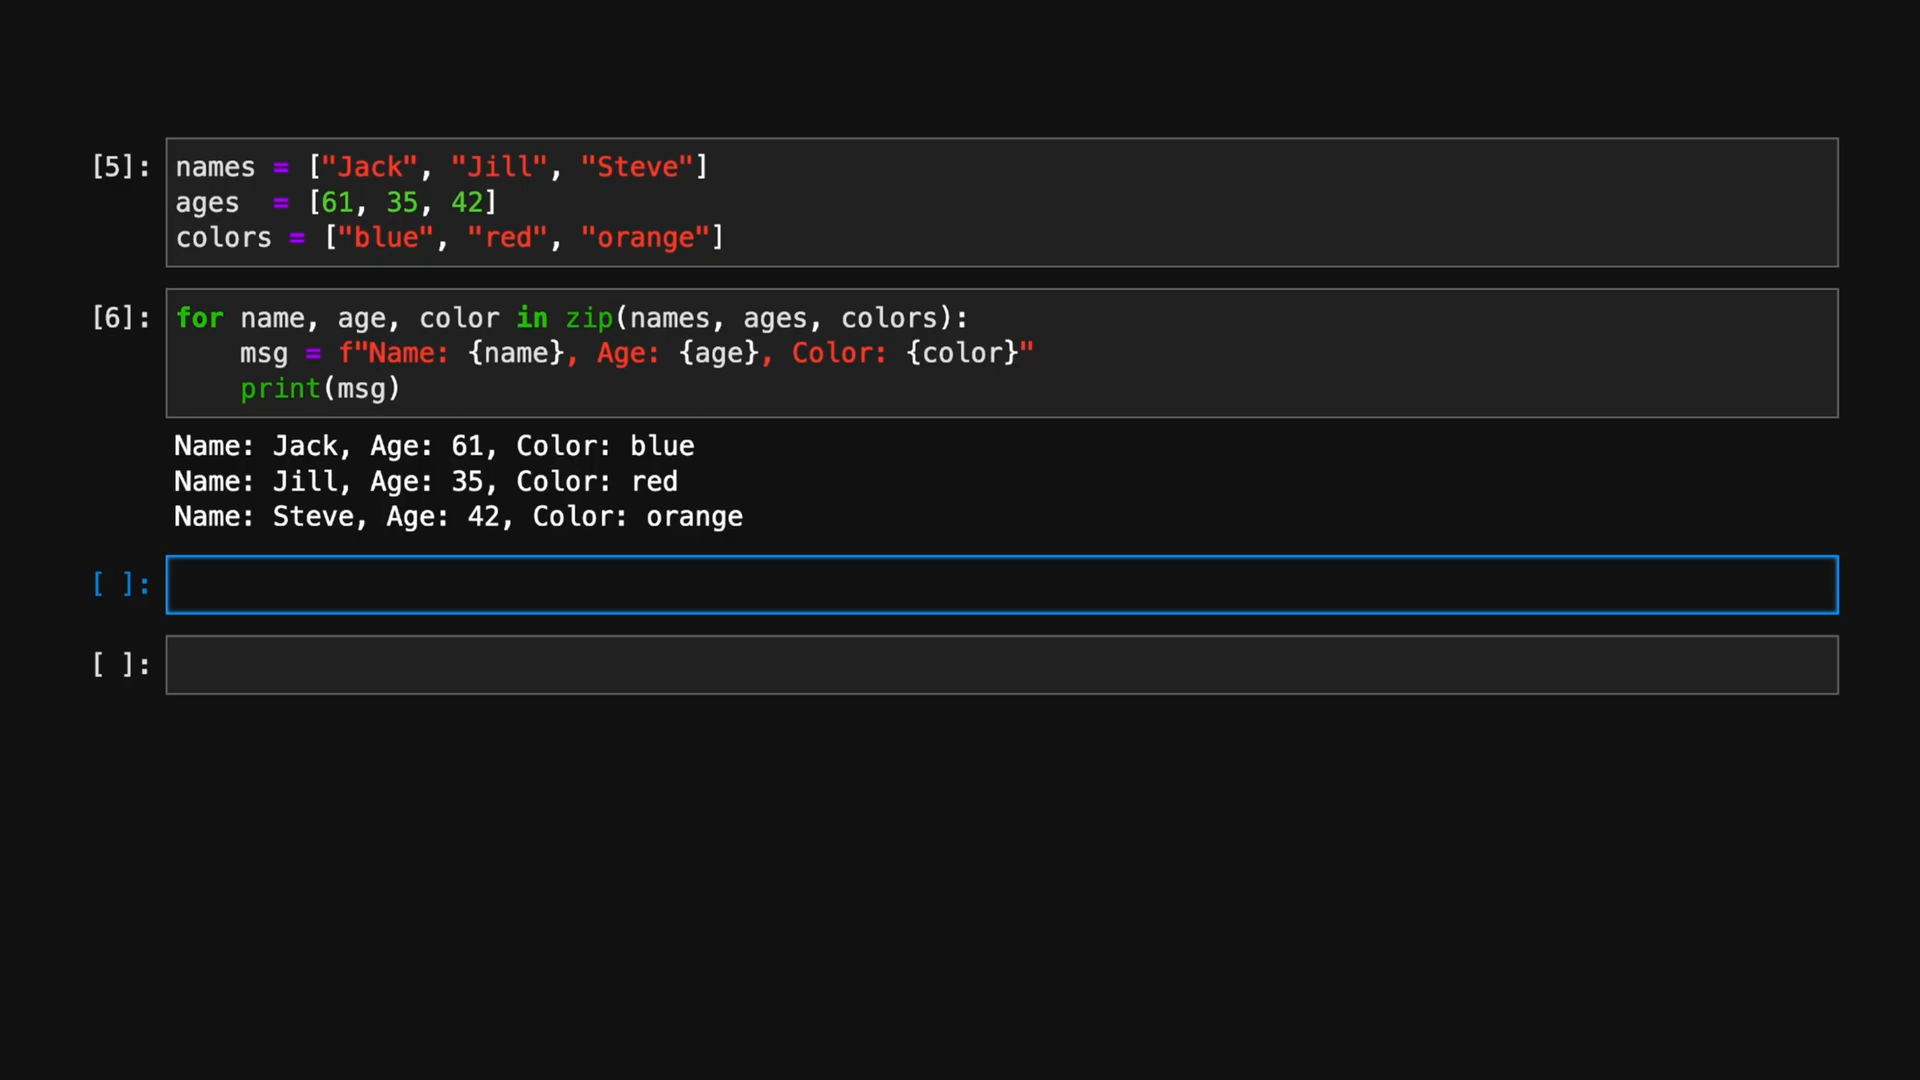 [5]: names = ["Jack", "Jill", "Steve"]
ages  = [61, 35, 42]
colors = ["blue", "red", "orange"]
[6]: for name, age, color in zip(names, ages, colors):
    msg = f"Name: {name}, Age: {age}, Color: {color}"
    print(msg)
Name: Jack, Age: 61, Color: blue
Name: Jill, Age: 35, Color: red
Name: Steve, Age: 42, Color: orange
[ ]:
[ ]: